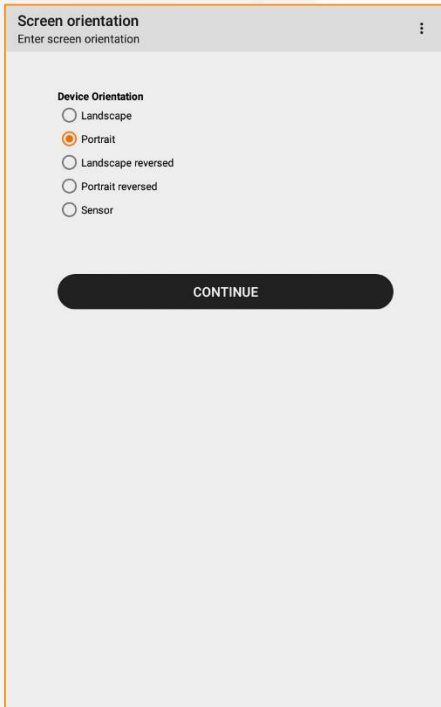 Screen orientation
Enter screen orientation
Device Orientation
Landscape
Portrait
Landscape reversed
Portrait reversed
Sensor
CONTINUE